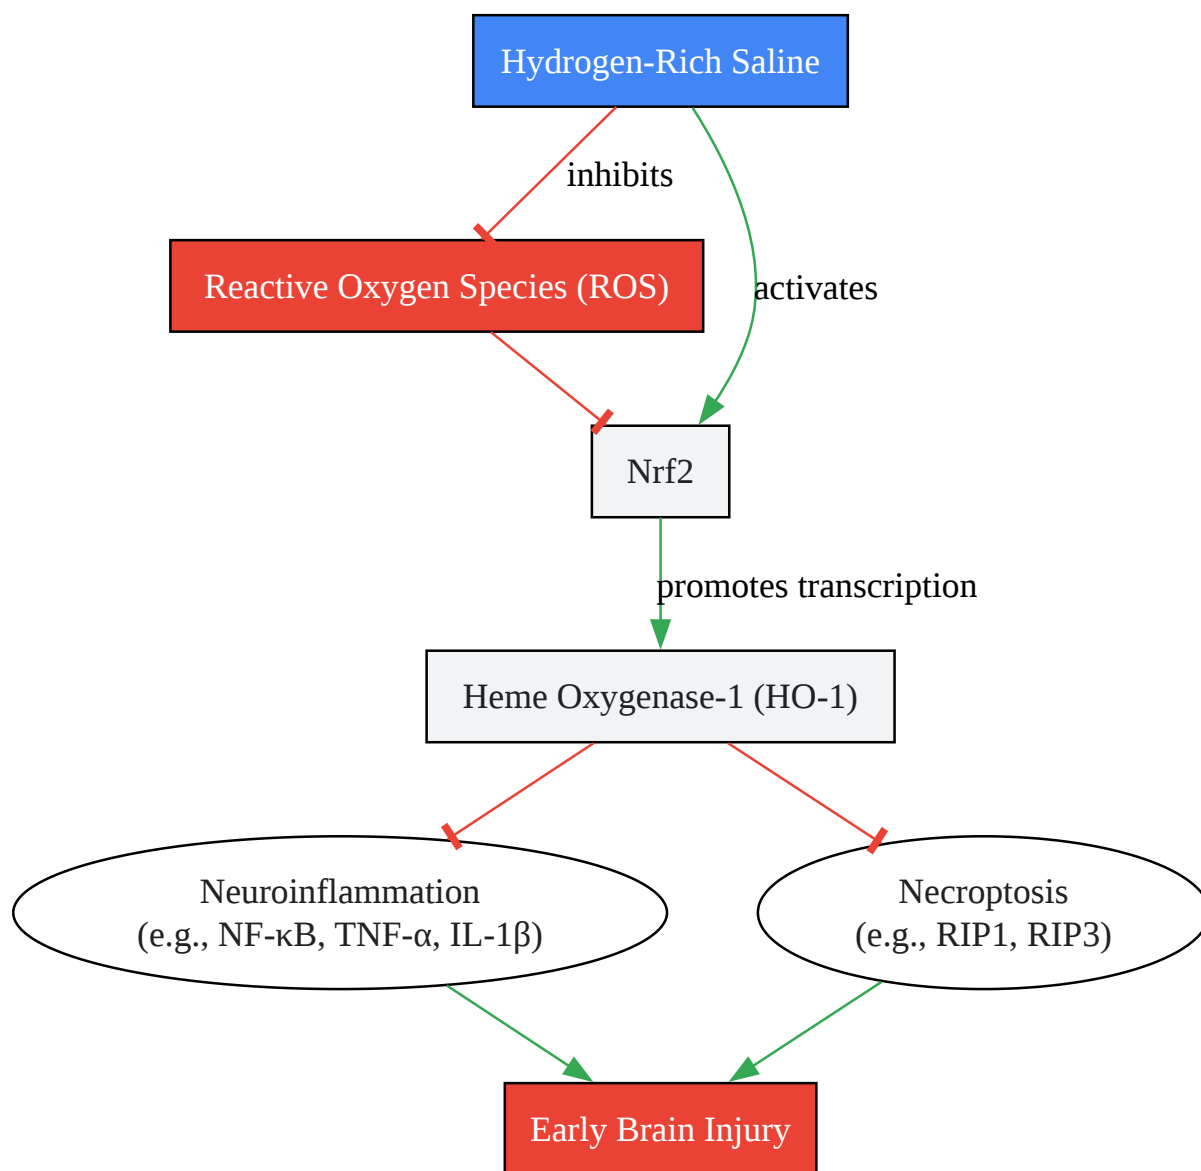 Hydrogen-Rich Saline
inhibits
Reactive Oxygen Species (ROS)
activates
Nrf2
promotes transcription
Heme Oxygenase-1 (HO-1)
Neuroinflammation
(e.g., NF-κB, TNF-α, IL-1β)
Necroptosis
(e.g., RIP1, RIP3)
Early Brain Injury